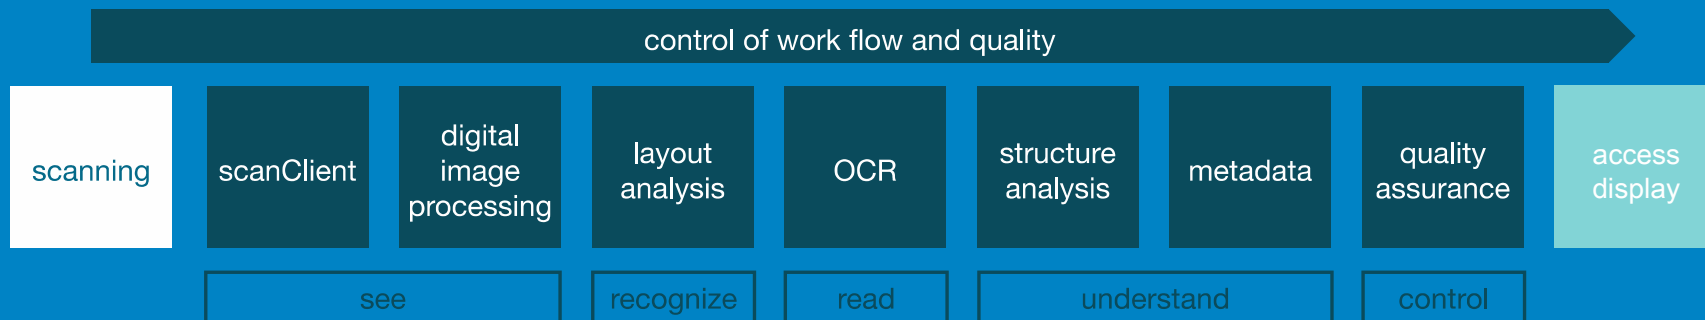 control of work flow and quality
scanning
scanClient
digital
image
processing
layout
analysis
OCR
structure
analysis
metadata
quality
assurance
access
display
see
recognize
read
understand
control